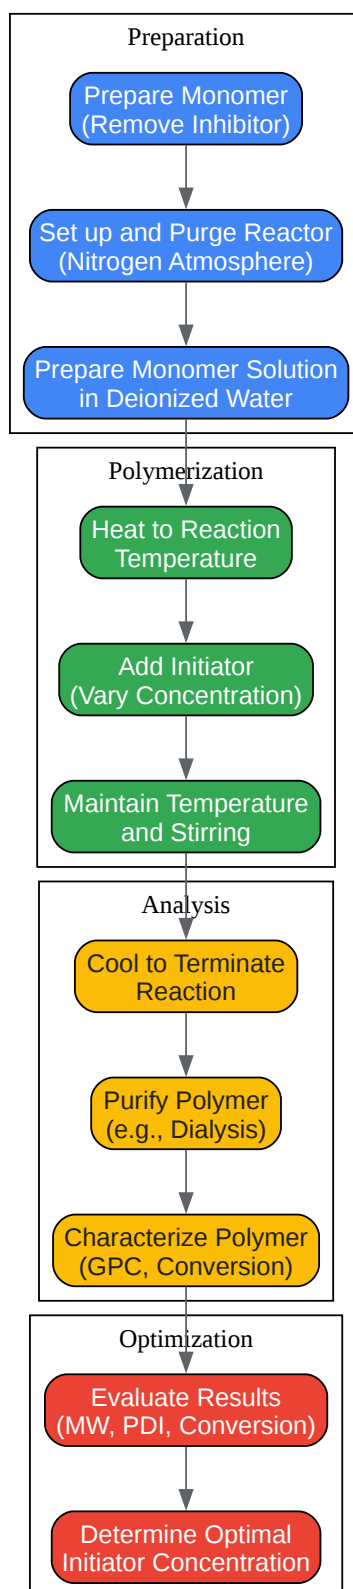 Preparation
Prepare Monomer
(Remove Inhibitor)
Set up and Purge Reactor
(Nitrogen Atmosphere)
Prepare Monomer Solution
in Deionized Water
Polymerization
Heat to Reaction
Temperature
Add Initiator
(Vary Concentration)
Maintain Temperature
and Stirring
Analysis
Cool to Terminate
Reaction
Purify Polymer
(e.g., Dialysis)
Characterize Polymer
(GPC, Conversion)
Optimization
Evaluate Results
(MW, PDI, Conversion)
Determine Optimal
Initiator Concentration